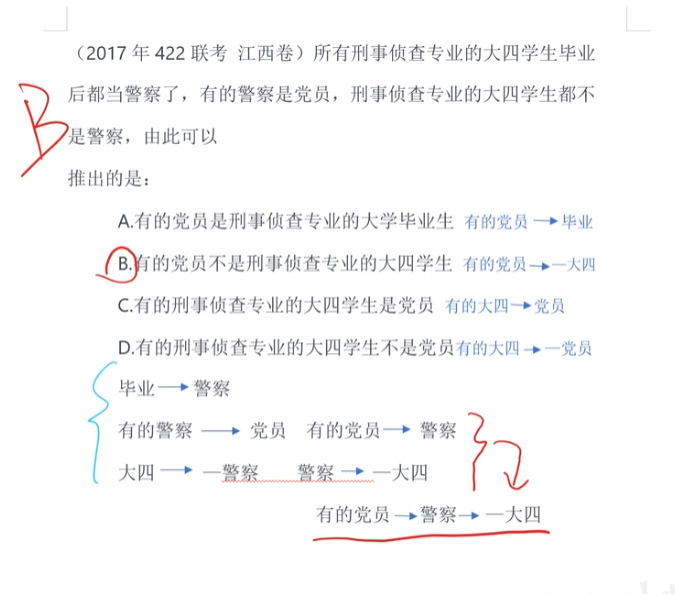 （2017 年 422 联考 江西卷）所有刑事侦查专业的大四学生毕业
后都当警察了，有的警察是党员，刑事侦查专业的大四学生都不
B
是警察，由此可以
推出的是：
A.有的党员是刑事侦查专业的大学毕业生 有的党员→毕业
B.有的党员不是刑事侦查专业的大四学生 有的党员→—大四
C.有的刑事侦查专业的大四学生是党员 有的大四→党员
D.有的刑事侦查专业的大四学生不是党员有的大四→—党员
毕业→警察
有的警察→党员 有的党员→警察
大四→—警察 警察→—大四
有的党员→警察→—大四